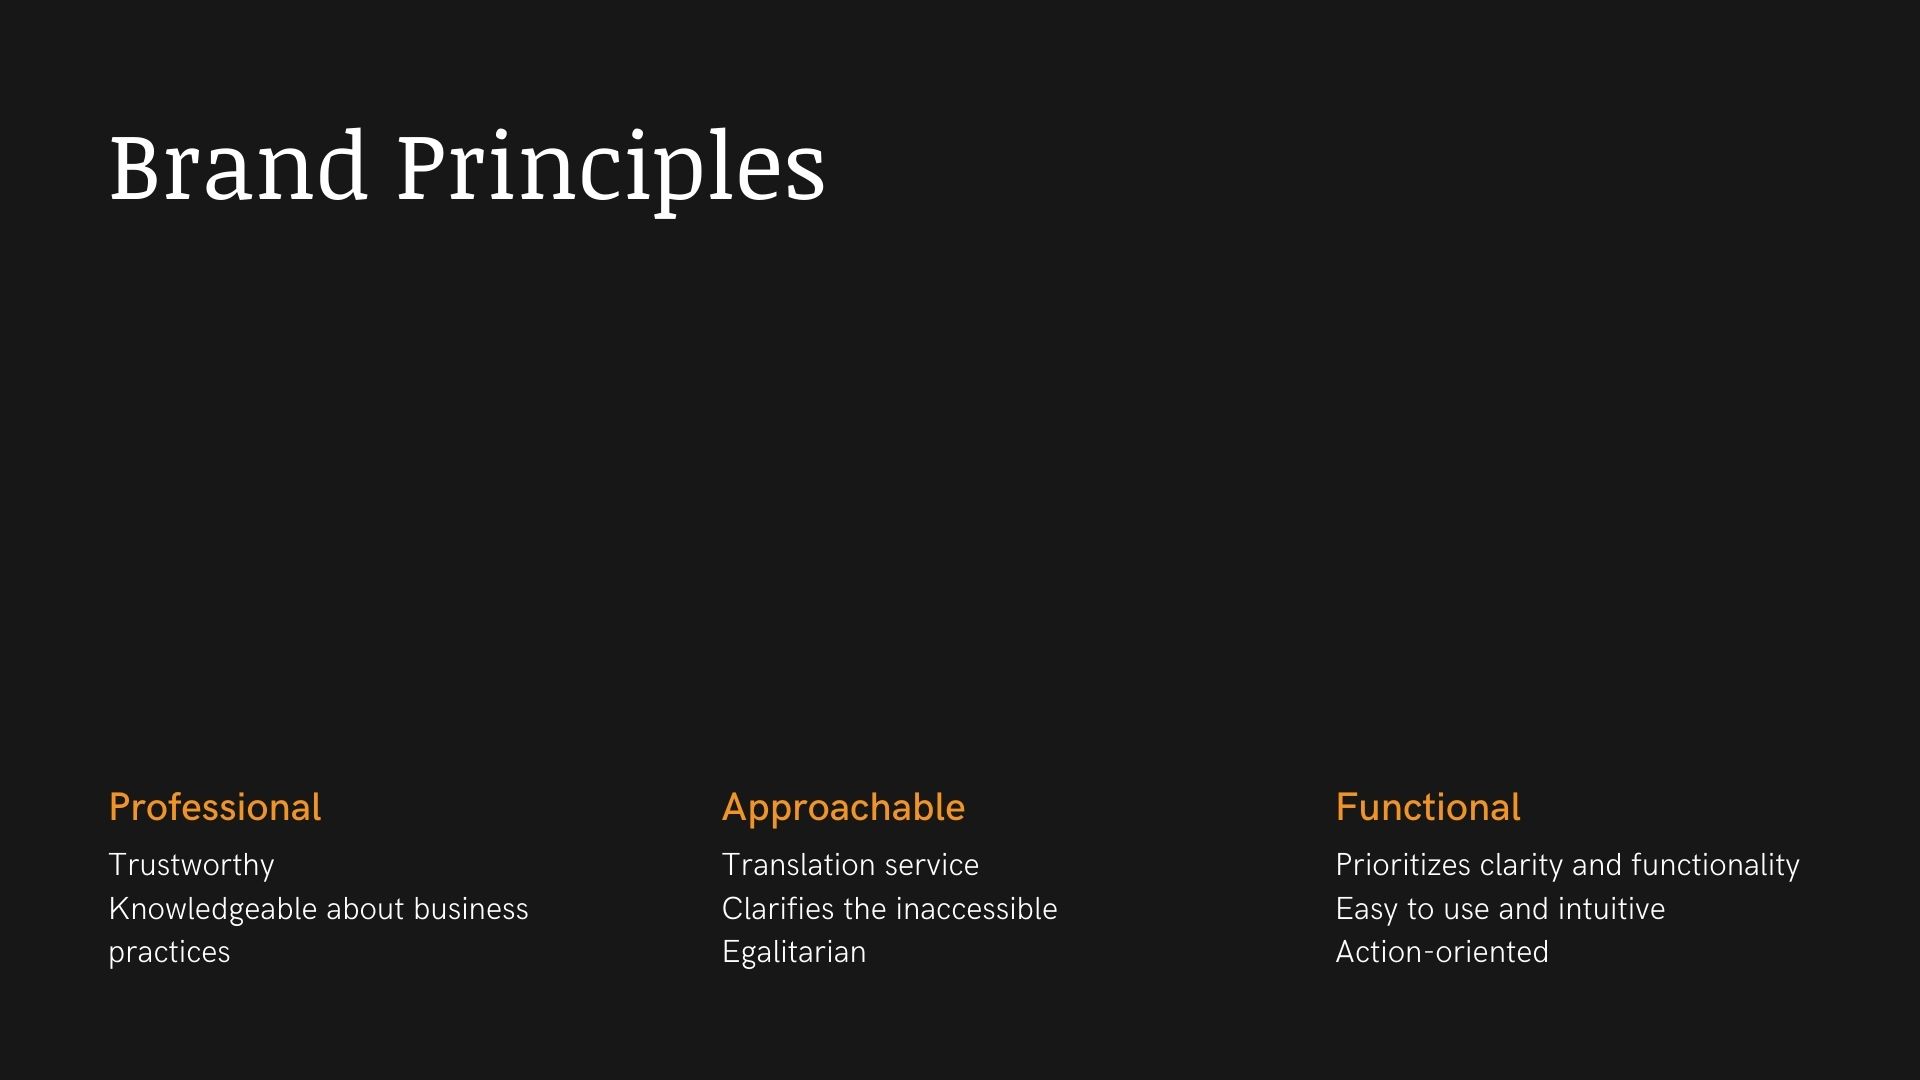 Brand Principles
Professional
Trustworthy
Knowledgeable about business
practices
Approachable
Translation service
Clarifies the inaccessible
Egalitarian
Functional
Prioritizes clarity and functionality
Easy to use and intuitive
Action-oriented